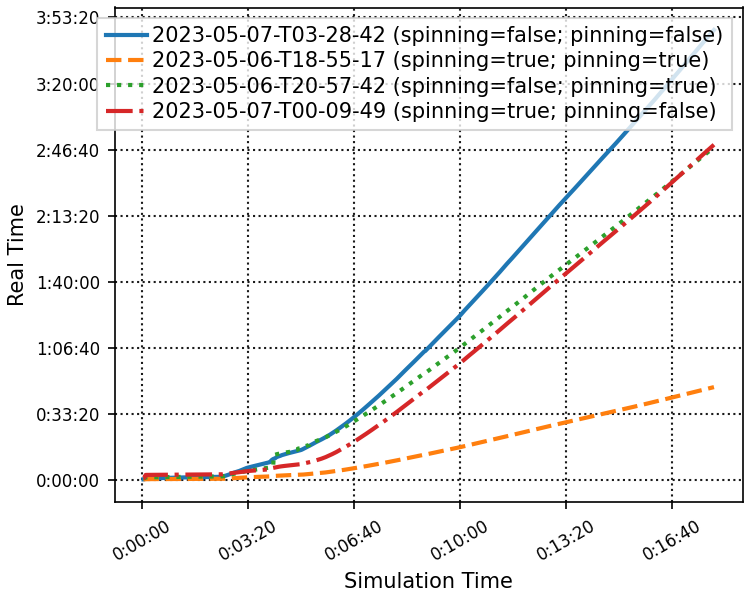 3:53:20
2023-05-07-T03-28-42 (spinning=false; pinning=false)
2023-05-06-T18-55-17 (spinning=true; pinning=true)
3:20:00
2023-05-06-T20-57-42 (spinning=false; pinning=true)
2023-05-07-T00-09-49 (spinning=true; pinning=false)
2:46:40
2:13:20
1:40:00
1:06:40
0:33:20
0:00:00
Real Time
0:00:00
0:03:20
0:06:40
0:10:00
0:13:20
0:16:40
Simulation Time